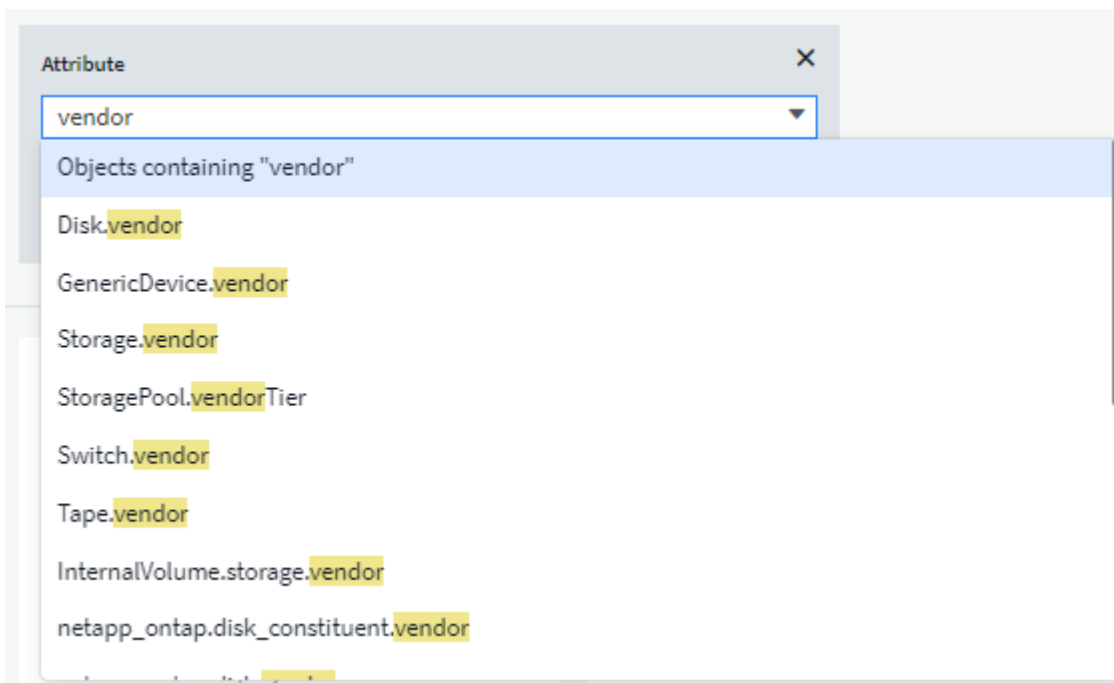 Attribute
vendor
Objects containing "vendor"
Disk.vendor
GenericDevice.vendor
Storage.vendor
StoragePool.vendorTier
Switch.vendor
Tape.vendor
InternalVolume.storage.vendor
netapp_ontap.disk_constituent.vendor